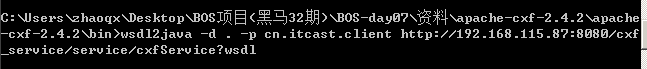 C:\Users\zhaoqx\Desktop\BOS项目(黑马32期)\BOS-day07\资料\apache-cxf-2.4.2\apache
-cxf-2.4.2\bin>wsdl2java -d . -p cn.itcast.client http://192.168.115.87:8080/cxf
_service/service/cxfService?wsdl